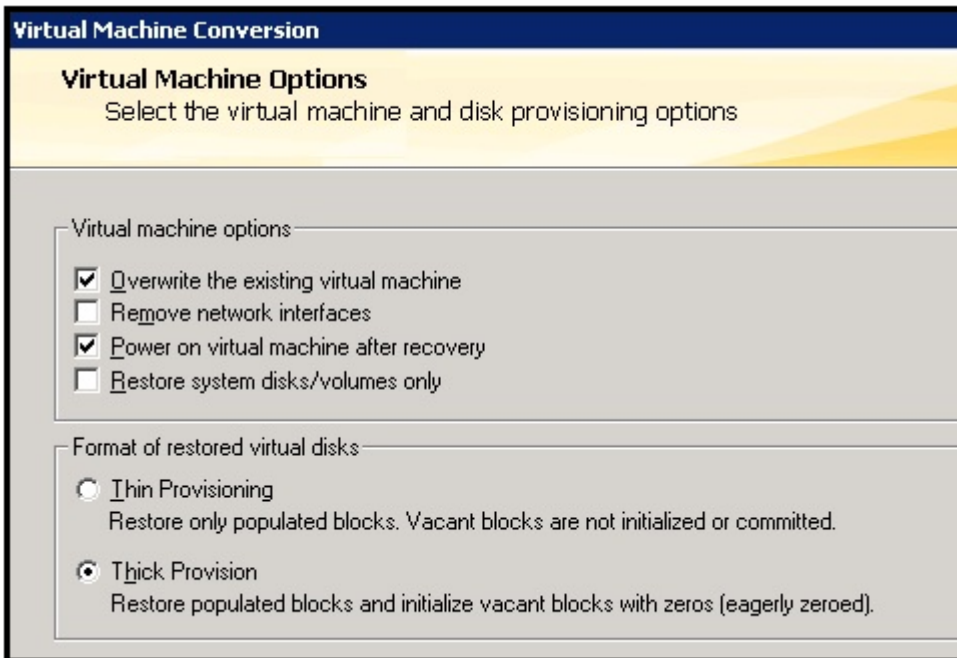 Virtual Machine Conversion
Virtual Machine Options
Select the virtual machine and disk provisioning options
Virtual machine options
Overwrite the existing virtual machine
Remove network interfaces
Power on virtual machine after recovery
Restore system disks/volumes only
Format of restored virtual disks
Thin Provisioning
Restore only populated blocks. Vacant blocks are not initialized or committed.
Thick Provision
Restore populated blocks and initialize vacant blocks with zeros (eagerly zeroed).